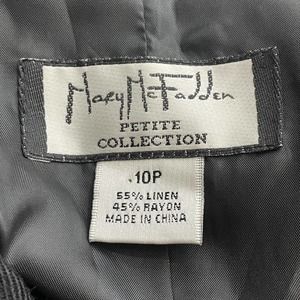 Mary McFadden
PETITE
COLLECTION
10P
55% LINEN
45% RAYON
MADE IN CHINA